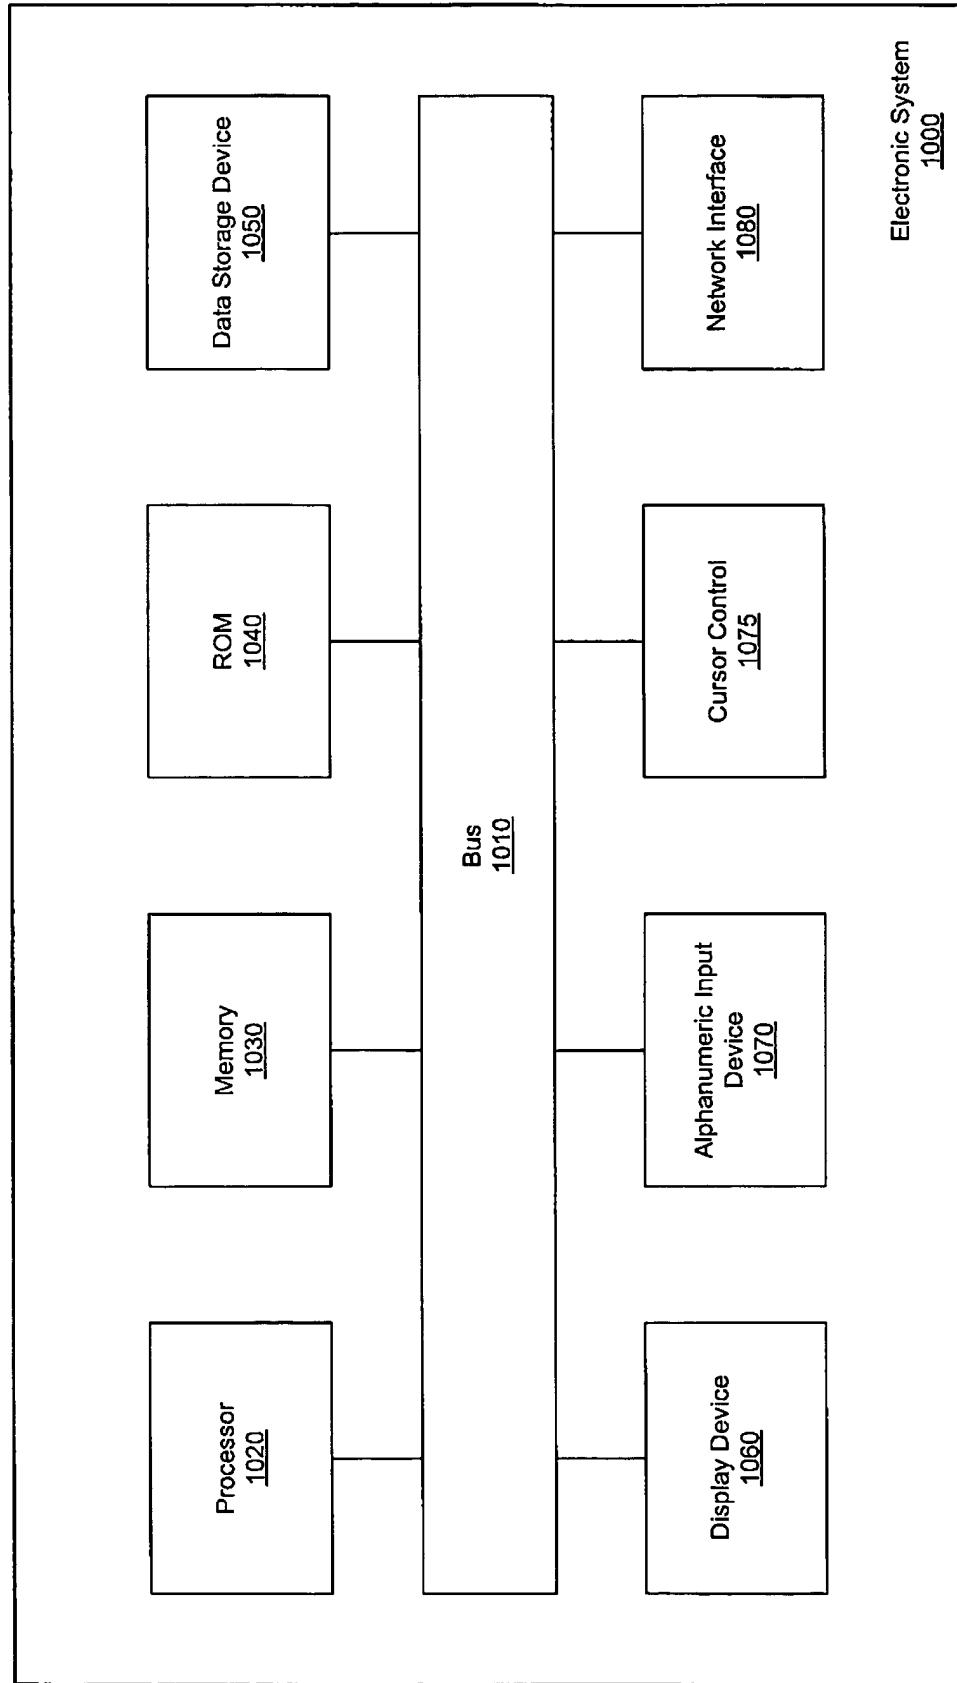 Processor
1020
Memory
1030
ROM
1040
Data Storage Device
1050
Bus
1010
Display Device
1060
Alphanumeric Input
Device
1070
Cursor Control
1075
Network Interface
1080
Electronic System
1000